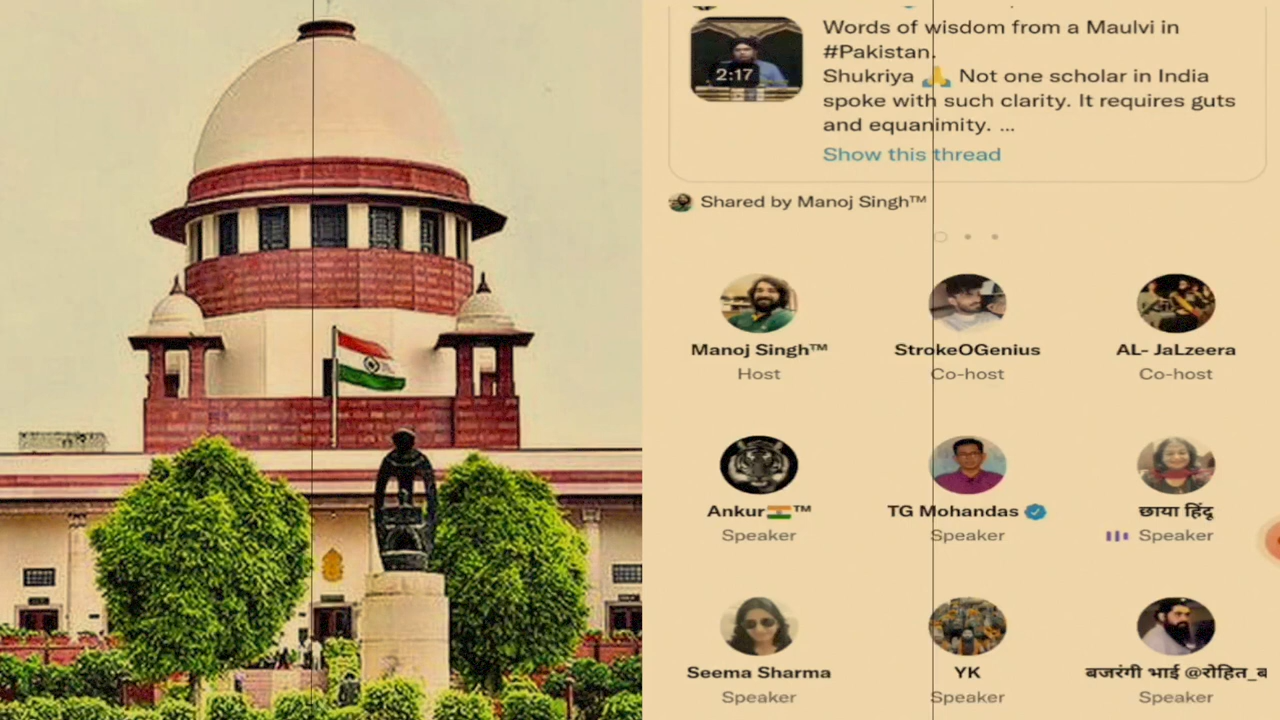 2:17
Words of wisdom from a Maulvi in
#Pakistan.
Shukriya 🙏 Not one scholar in India
spoke with such clarity. It requires guts
and equanimity. ...
Show this thread
Shared by Manoj Singh™
Manoj Singh™ StrokeOGenius AL- JaLzeera
Host Co-host Co-host
Ankur🇮🇳™ TG Mohandas छाया हिंदू
Speaker Speaker Speaker
Seema Sharma YK बजरंगी भाई @रोहित_ब
Speaker Speaker Speaker